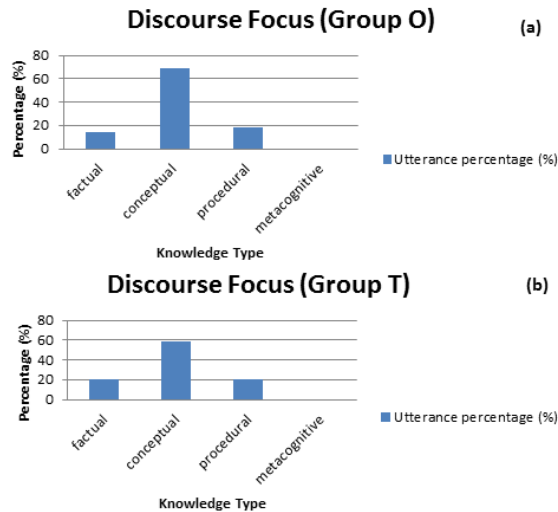 Discourse Focus (Group O)
(a)
Percentage (%)
80
60
40
20
0
factual
conceptual
procedural
metacognitive
Knowledge Type
Utterance percentage (%)
Discourse Focus (Group T)
(b)
Percentage (%)
80
60
40
20
0
factual
conceptual
procedural
metacognitive
Knowledge Type
Utterance percentage (%)